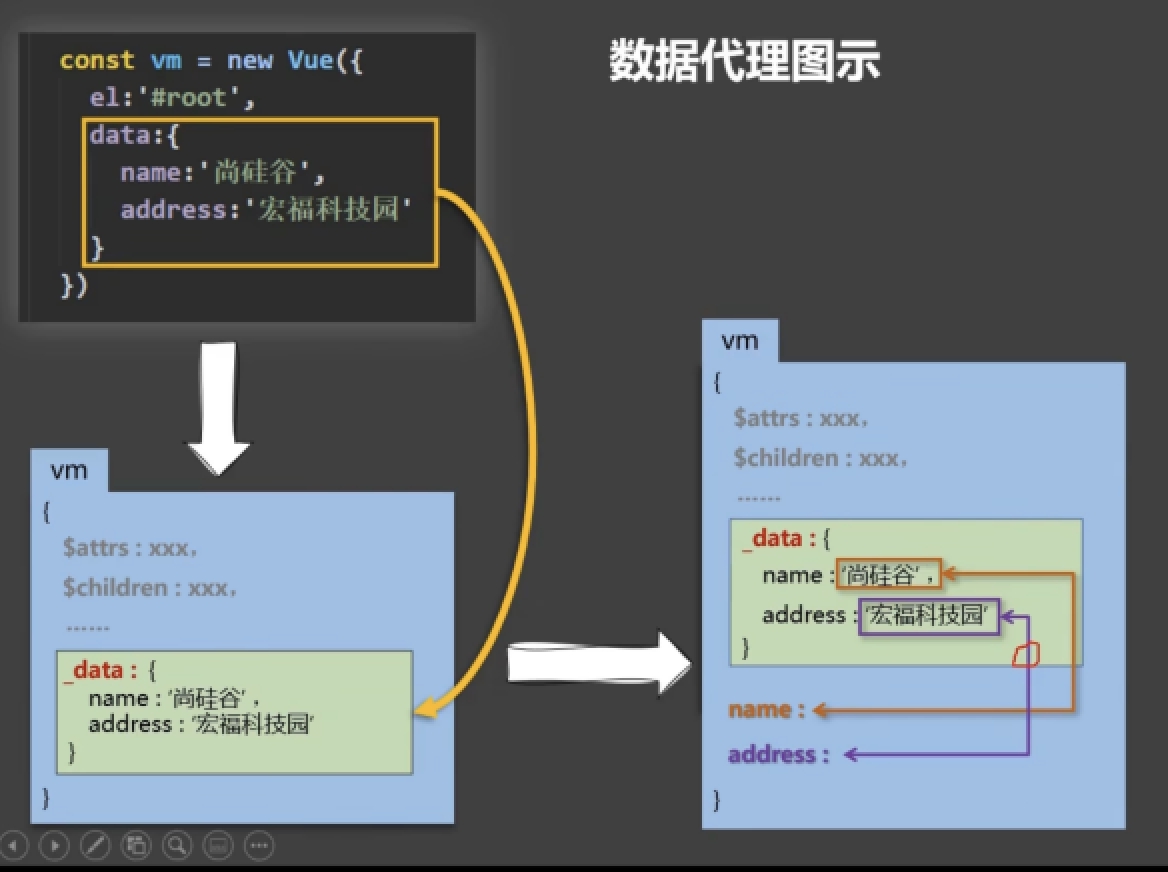 const vm = new Vue({
el:'#root',
data:{
name:'尚硅谷',
address:'宏福科技园'
}
})
数据代理图示
vm
{
$attrs : xxx，
$children : xxx，
······
_data : {
name : '尚硅谷'，
address : '宏福科技园'
}
}
vm
{
$attrs : xxx，
$children : xxx，
······
_data : {
name : '尚硅谷'，
address : '宏福科技园'
}
name :
address :
}